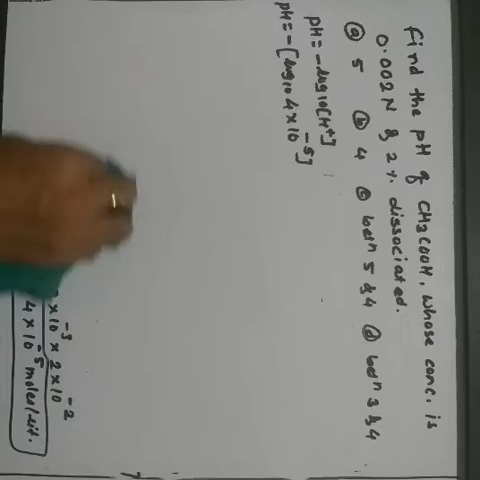 find the pH of CH3COOH, whose conc. is
0.002N & 2% dissociated.
(a) 5 (b) 4 (c) betn 5 & 4 (d) betn 3 & 4
pH = -log10[H+]
pH = -[log10 4×10^-5]
×10^-3 × 2×10^-2
4×10^-5 moles/lit.